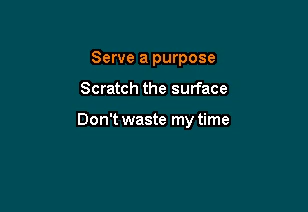 Serve a purpose
Scratch the surface
Don't waste my time